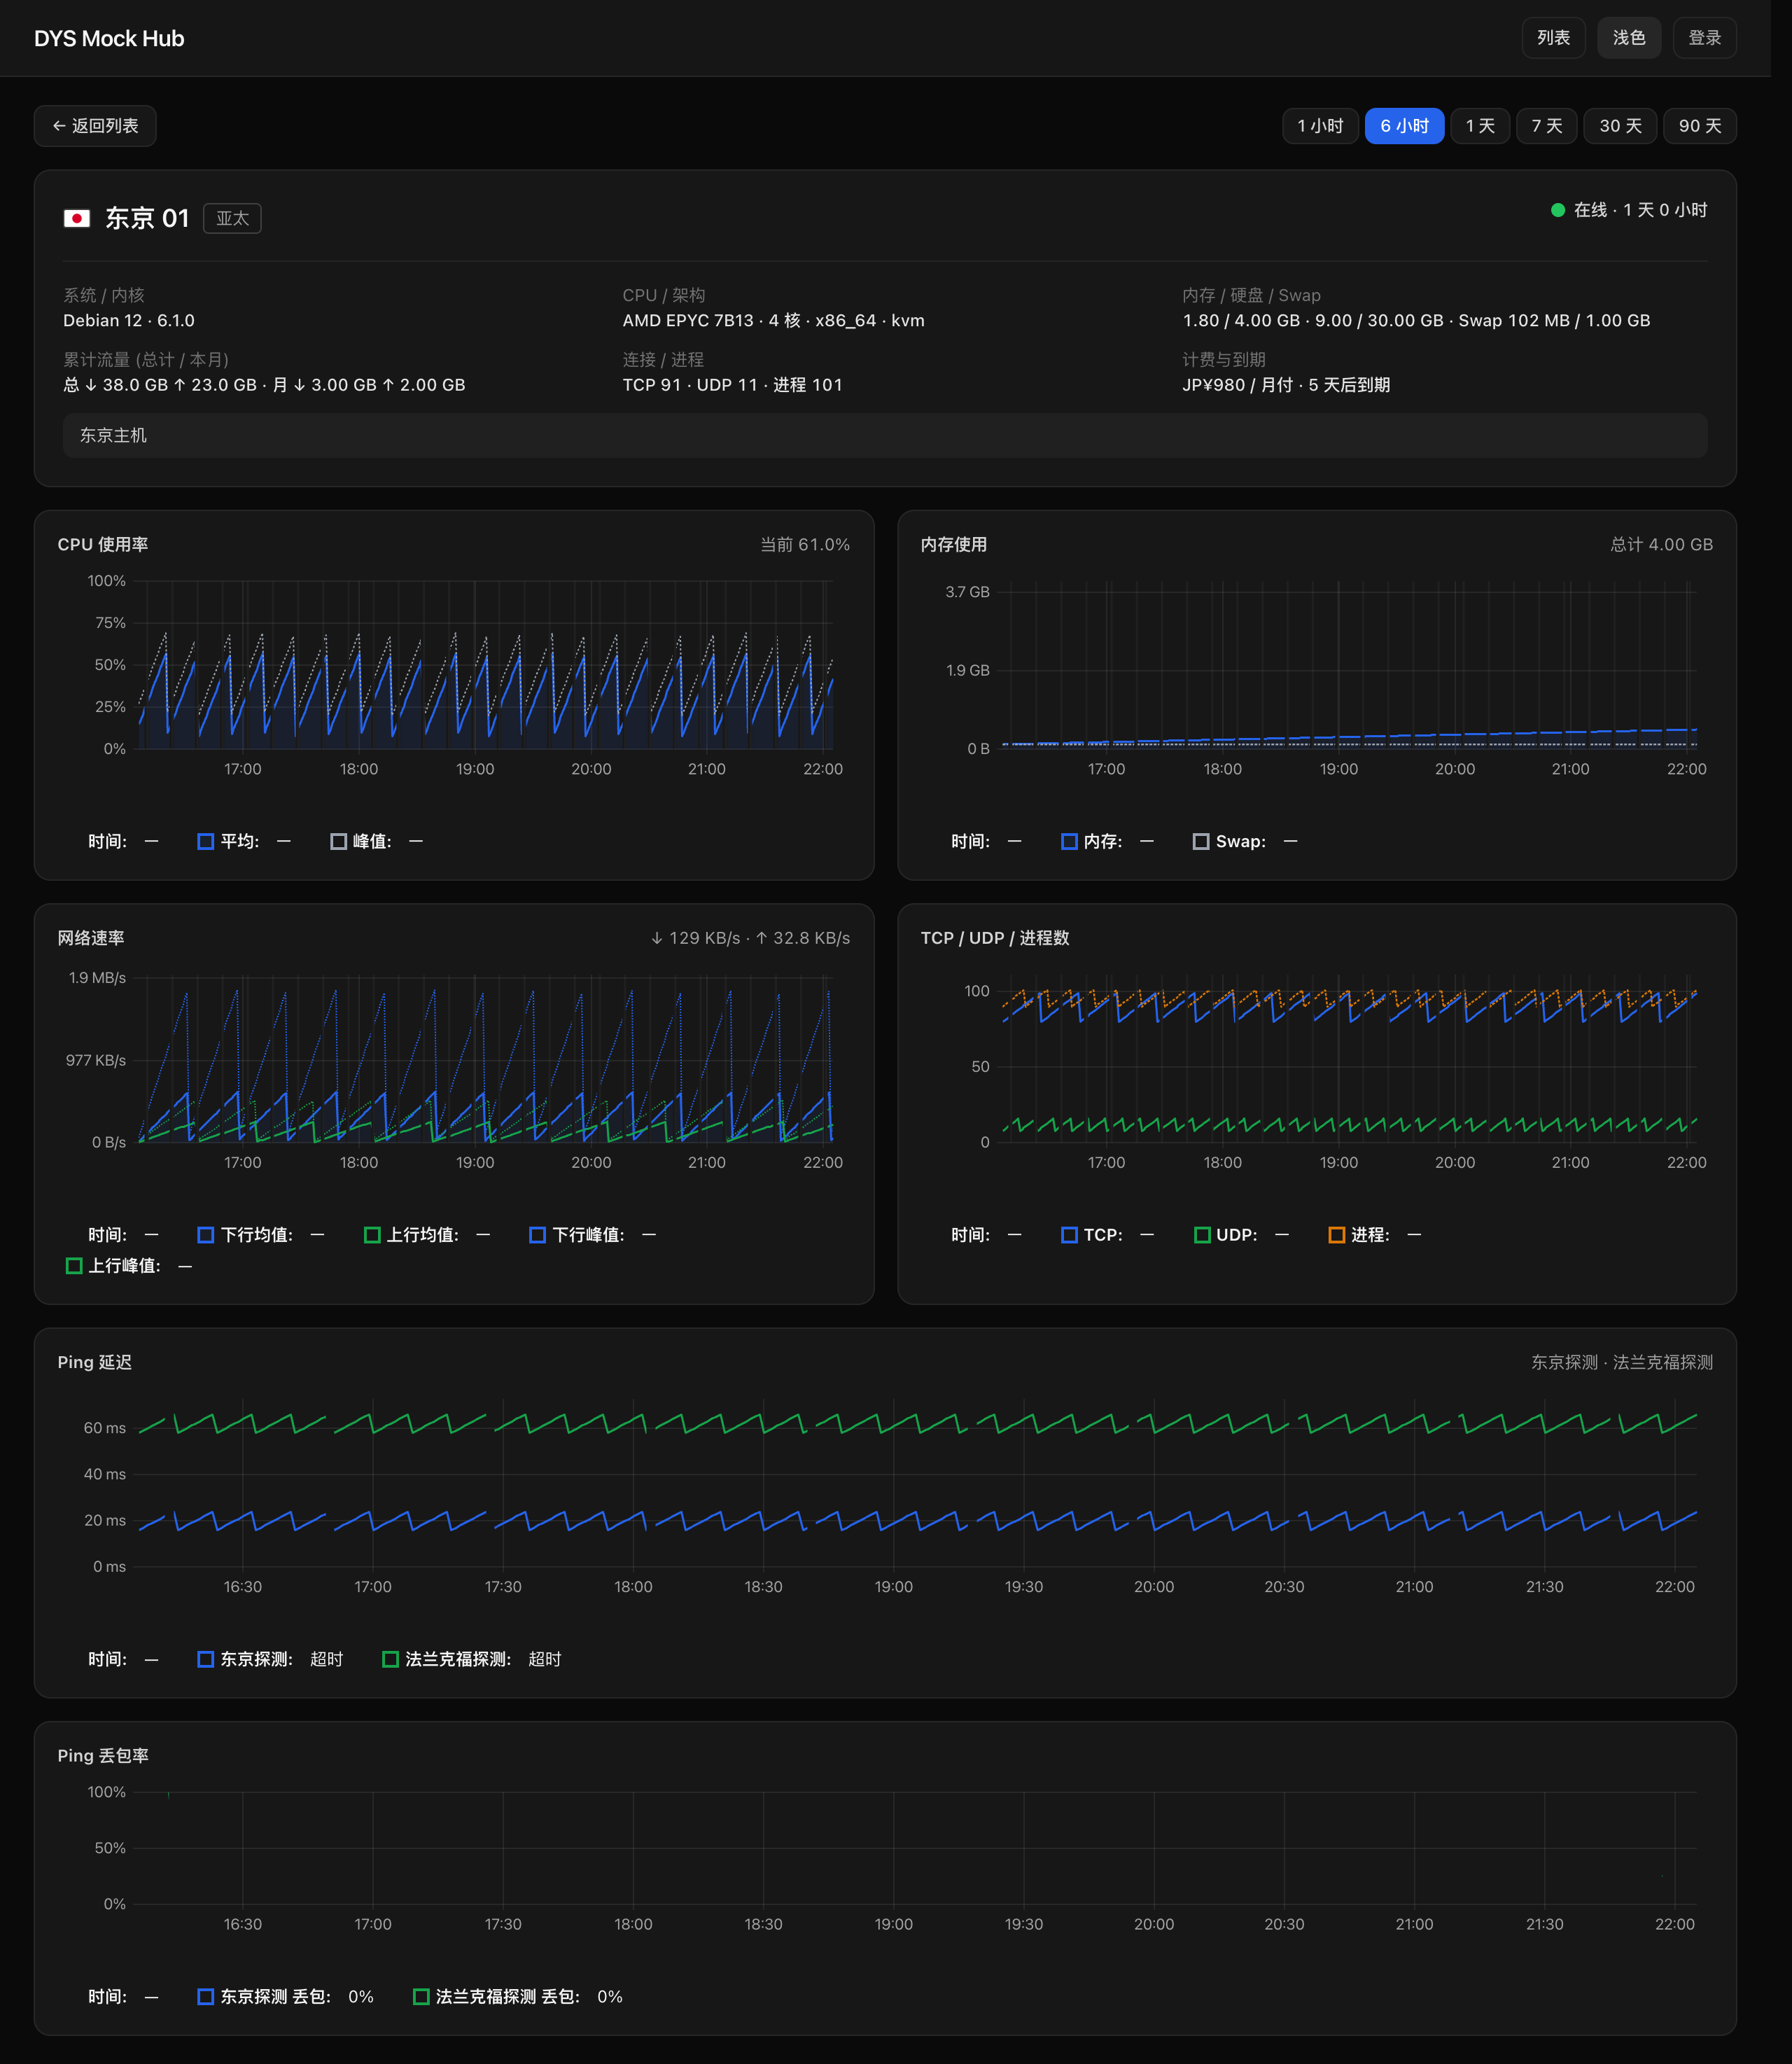 DYS Mock Hub
列表 浅色 登录
← 返回列表
1 小时 6 小时 1 天 7 天 30 天 90 天
东京 01 亚太
在线 · 1 天 0 小时
系统 / 内核
Debian 12 · 6.1.0
CPU / 架构
AMD EPYC 7B13 · 4 核 · x86_64 · kvm
内存 / 硬盘 / Swap
1.80 / 4.00 GB · 9.00 / 30.00 GB · Swap 102 MB / 1.00 GB
累计流量 (总计 / 本月)
总 ↓ 38.0 GB ↑ 23.0 GB · 月 ↓ 3.00 GB ↑ 2.00 GB
连接 / 进程
TCP 91 · UDP 11 · 进程 101
计费与到期
JP¥980 / 月付 · 5 天后到期
东京主机
CPU 使用率 当前 61.0%
100%
75%
50%
25%
0%
17:00 18:00 19:00 20:00 21:00 22:00
时间: — 平均: — 峰值: —
内存使用 总计 4.00 GB
3.7 GB
1.9 GB
0 B
17:00 18:00 19:00 20:00 21:00 22:00
时间: — 内存: — Swap: —
网络速率 ↓ 129 KB/s · ↑ 32.8 KB/s
1.9 MB/s
977 KB/s
0 B/s
17:00 18:00 19:00 20:00 21:00 22:00
时间: — 下行均值: — 上行均值: — 下行峰值: —
上行峰值: —
TCP / UDP / 进程数
100
50
0
17:00 18:00 19:00 20:00 21:00 22:00
时间: — TCP: — UDP: — 进程: —
Ping 延迟 东京探测 · 法兰克福探测
60 ms
40 ms
20 ms
0 ms
16:30 17:00 17:30 18:00 18:30 19:00 19:30 20:00 20:30 21:00 21:30 22:00
时间: — 东京探测: 超时 法兰克福探测: 超时
Ping 丢包率
100%
50%
0%
16:30 17:00 17:30 18:00 18:30 19:00 19:30 20:00 20:30 21:00 21:30 22:00
时间: — 东京探测 丢包: 0% 法兰克福探测 丢包: 0%